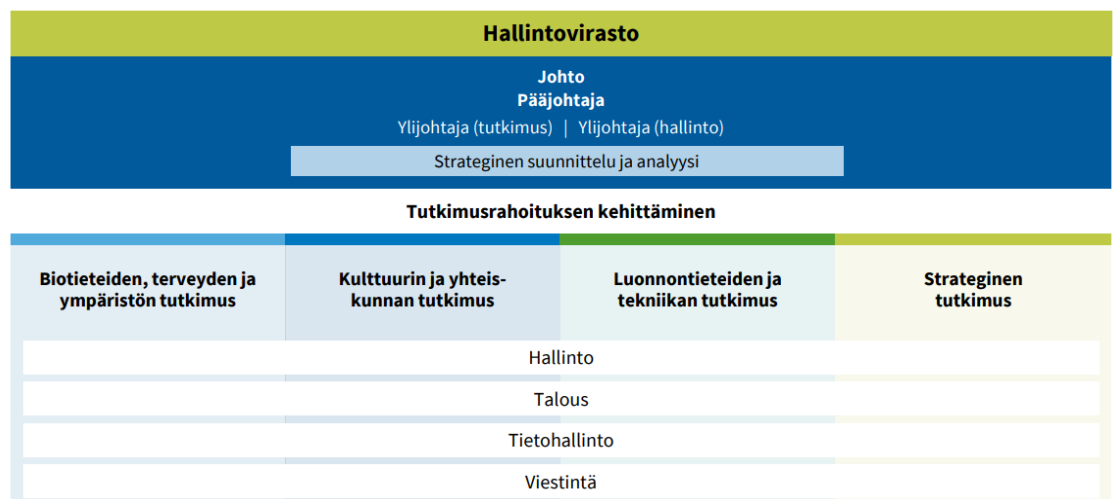 Hallintovirasto
Johto
Pääjohtaja
Ylijohtaja (tutkimus) | Ylijohtaja (hallinto)
Strateginen suunnittelu ja analyysi
Tutkimusrahoituksen kehittäminen
Biotieteiden, terveyden ja
ympäristön tutkimus
Kulttuurin ja yhteis-
kunnan tutkimus
Luonnontieteiden ja
tekniikan tutkimus
Strateginen
tutkimus
Hallinto
Talous
Tietohallinto
Viestintä